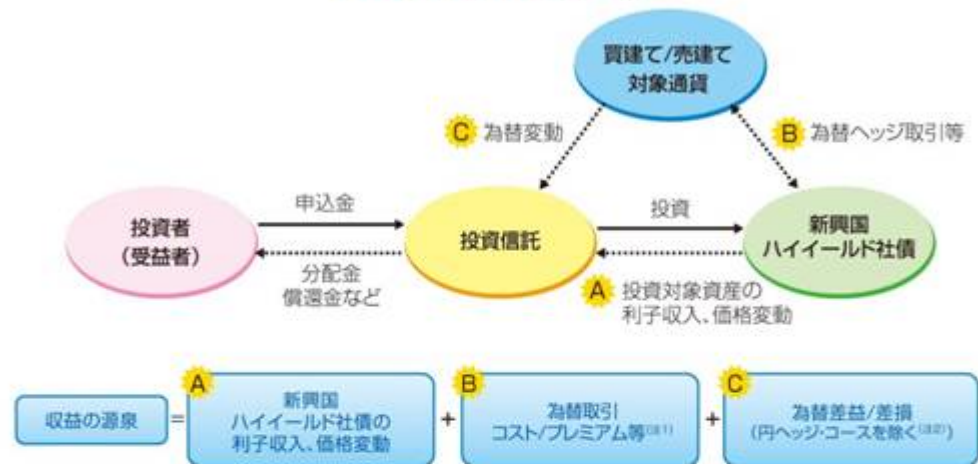 買建て/売建て
対象通貨
C 為替変動
B 為替ヘッジ取引等
投資者
(受益者)
申込金
分配金
償還金など
投資信託
投資
新興国
ハイイールド社債
A 投資対象資産の
利子収入、価格変動
収益の源泉
=
A
新興国
ハイイールド社債の
利子収入、価格変動
+
B
為替取引
コスト/プレミアム等(注1)
+
C
為替差益/差損
(円ヘッジ・コースを除く(注2))